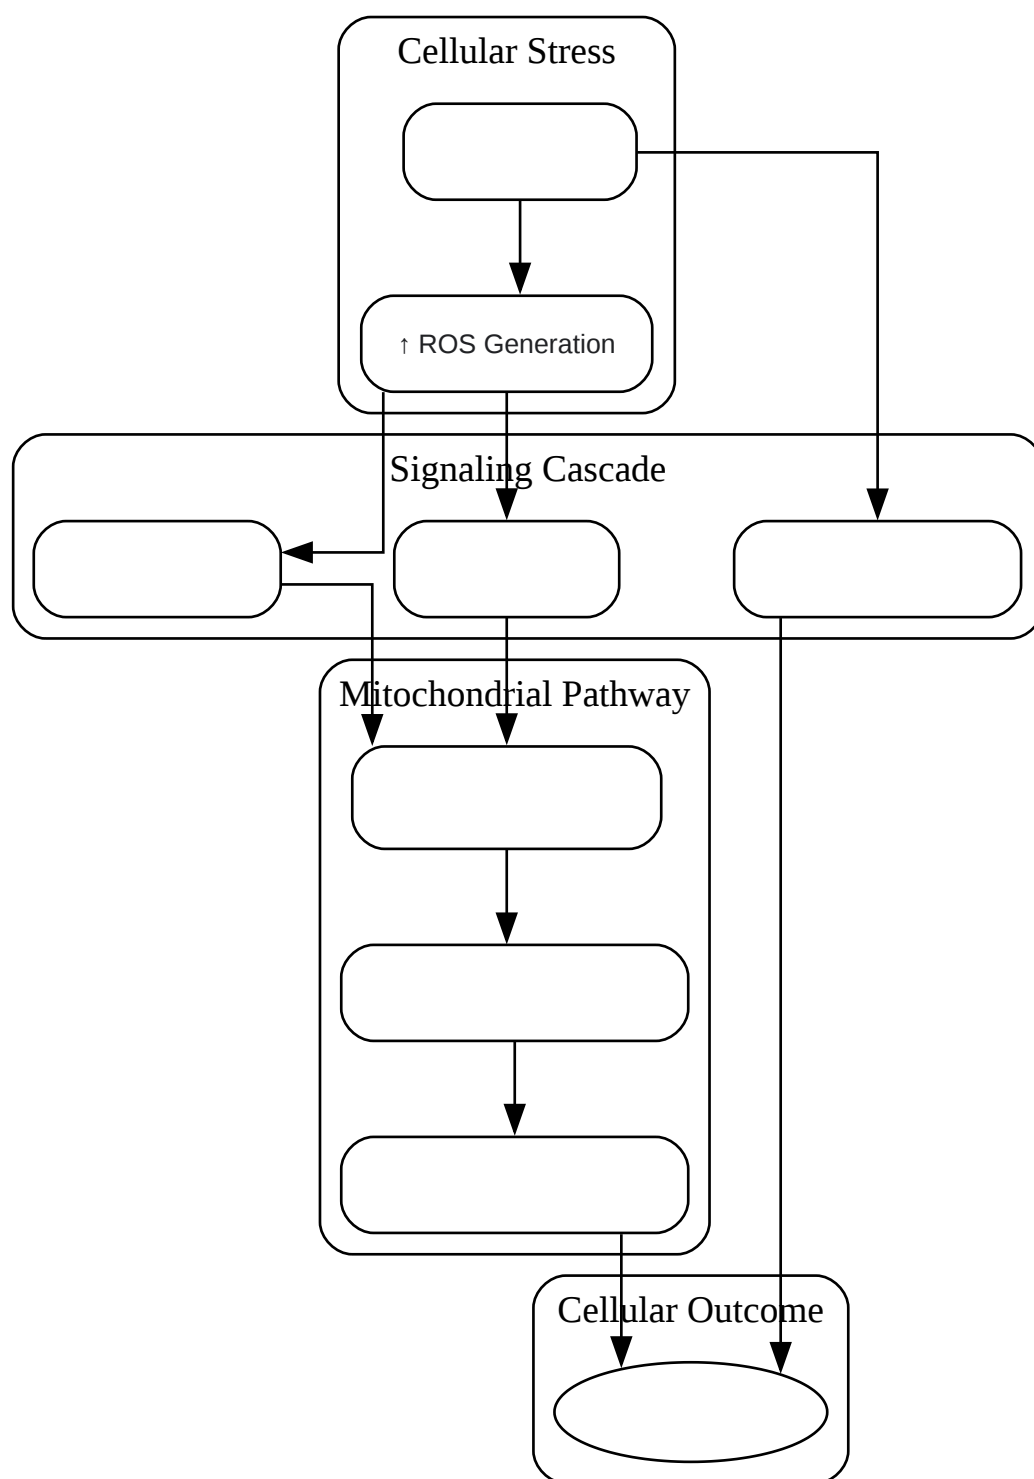 Cellular Stress
↑ ROS Generation
Signaling Cascade
Mitochondrial Pathway
Cellular Outcome